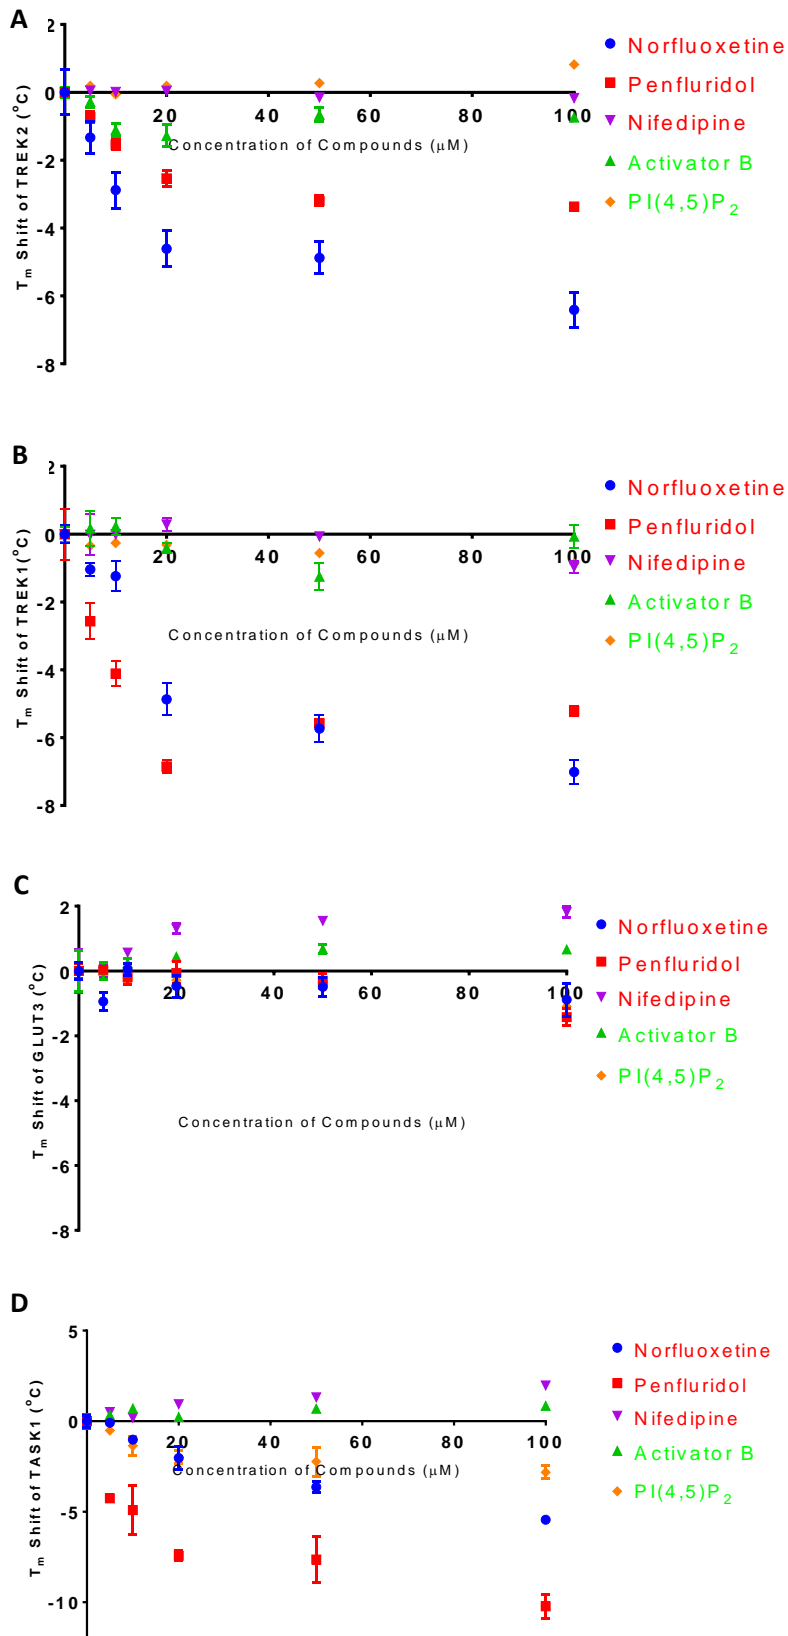 A
2
0
-2
-4
-6
-8
20 40 60 80 100
Tm Shift of TREK2 (°C)
Concentration of Compounds (μM)
Norfluoxetine
Penfluridol
Nifedipine
Activator B
PI(4,5)P2
B
2
0
-2
-4
-6
-8
20 40 60 80 100
Tm Shift of TREK1(°C)
Concentration of Compounds (μM)
Norfluoxetine
Penfluridol
Nifedipine
Activator B
PI(4,5)P2
C
2
0
-2
-4
-6
-8
20 40 60 80 100
Tm Shift of GLUT3 (°C)
Concentration of Compounds (μM)
Norfluoxetine
Penfluridol
Nifedipine
Activator B
PI(4,5)P2
D
5
0
-5
-10
20 40 60 80 100
Tm Shift of TASK1 (°C)
Concentration of Compounds (μM)
Norfluoxetine
Penfluridol
Nifedipine
Activator B
PI(4,5)P2